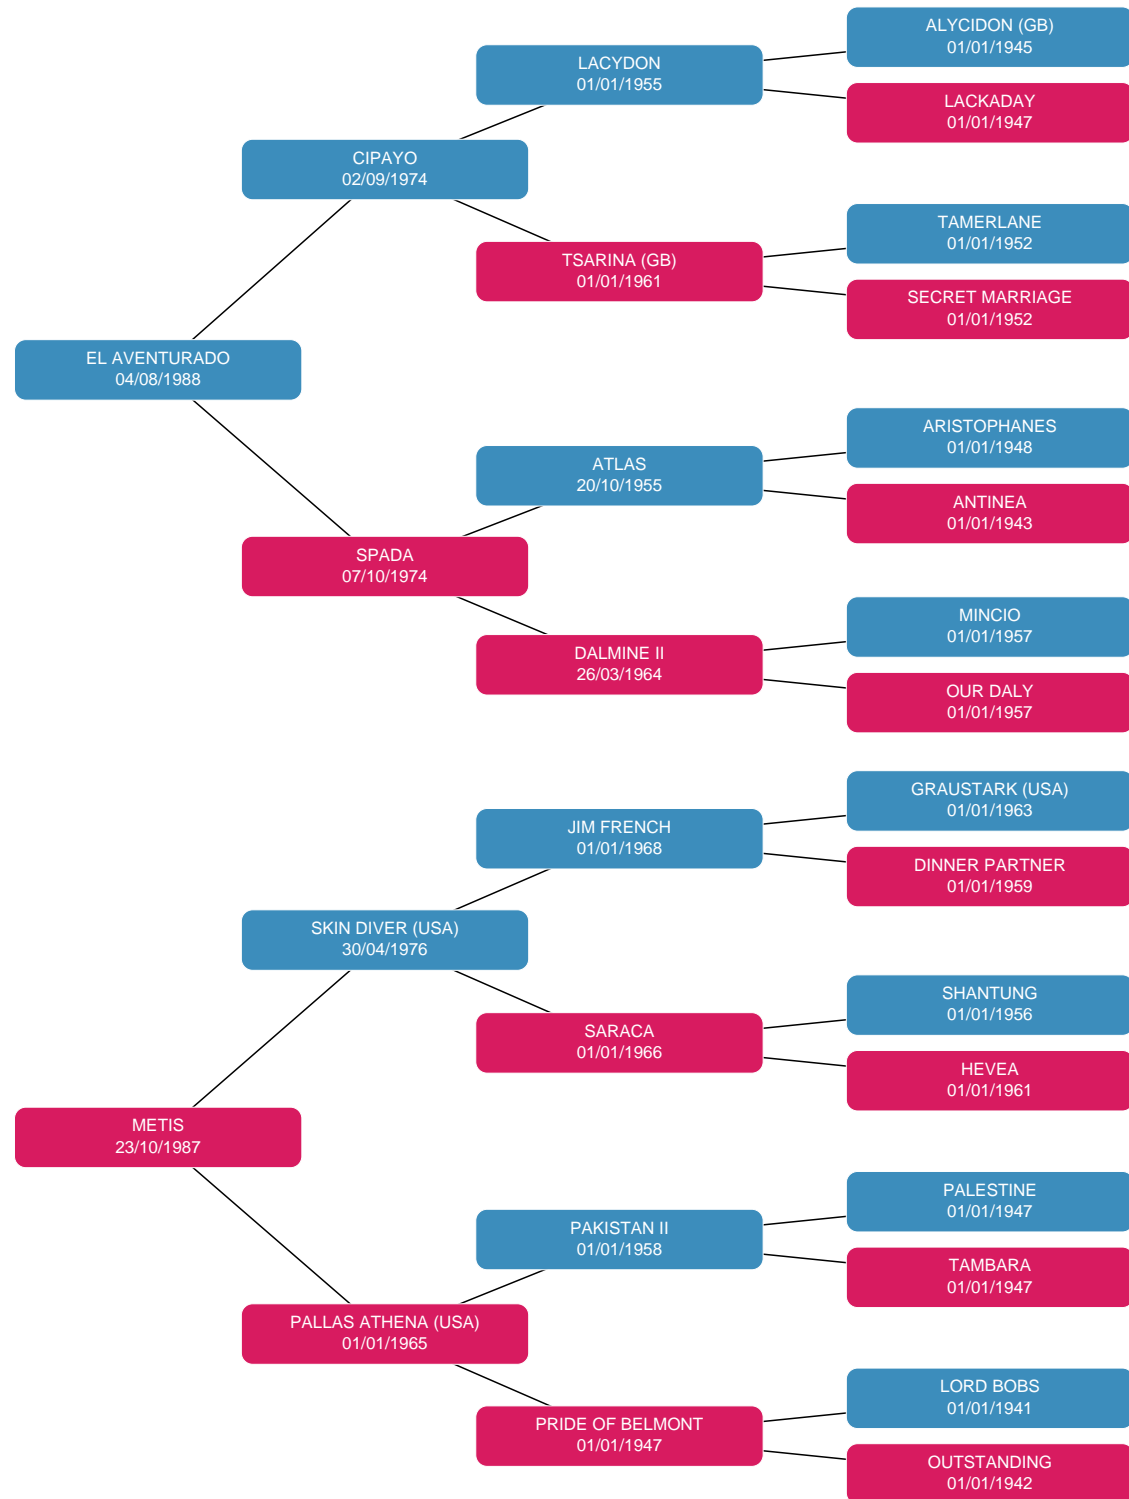 ALYCIDON (GB)
01/01/1945
LACYDON
01/01/1955
LACKADAY
01/01/1947
CIPAYO
02/09/1974
TAMERLANE
01/01/1952
TSARINA (GB)
01/01/1961
SECRET MARRIAGE
01/01/1952
EL AVENTURADO
04/08/1988
ARISTOPHANES
01/01/1948
ATLAS
20/10/1955
ANTINEA
01/01/1943
SPADA
07/10/1974
MINCIO
01/01/1957
DALMINE II
26/03/1964
OUR DALY
01/01/1957
GRAUSTARK (USA)
01/01/1963
JIM FRENCH
01/01/1968
DINNER PARTNER
01/01/1959
SKIN DIVER (USA)
30/04/1976
SHANTUNG
01/01/1956
SARACA
01/01/1966
HEVEA
01/01/1961
METIS
23/10/1987
PALESTINE
01/01/1947
PAKISTAN II
01/01/1958
TAMBARA
01/01/1947
PALLAS ATHENA (USA)
01/01/1965
LORD BOBS
01/01/1941
PRIDE OF BELMONT
01/01/1947
OUTSTANDING
01/01/1942